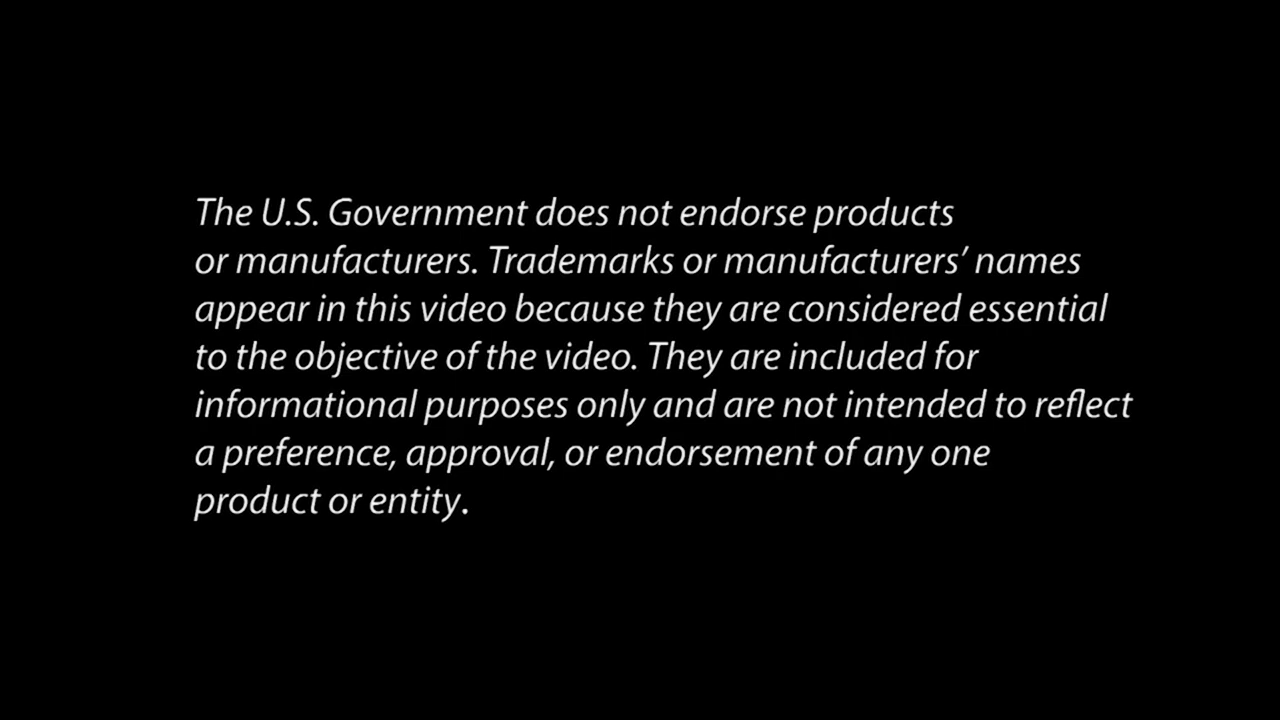 The U.S. Government does not endorse products
or manufacturers. Trademarks or manufacturers’ names
appear in this video because they are considered essential
to the objective of the video. They are included for
informational purposes only and are not intended to reflect
a preference, approval, or endorsement of any one
product or entity.